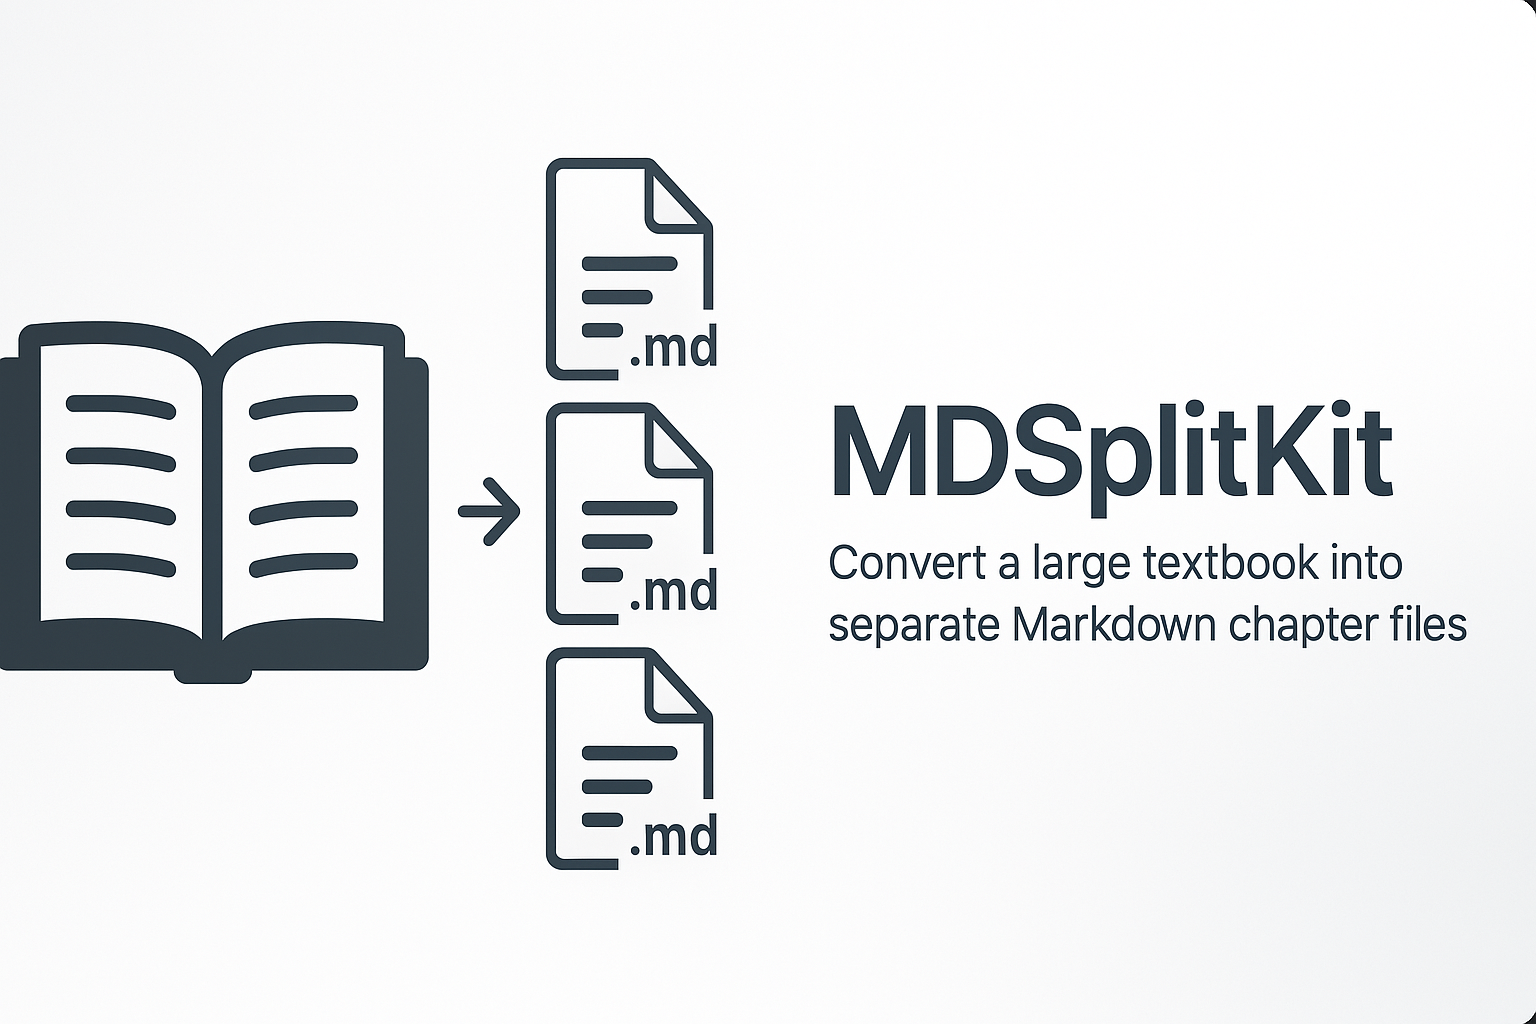 .md
.md
.md
MDSplitKit
Convert a large textbook into
separate Markdown chapter files